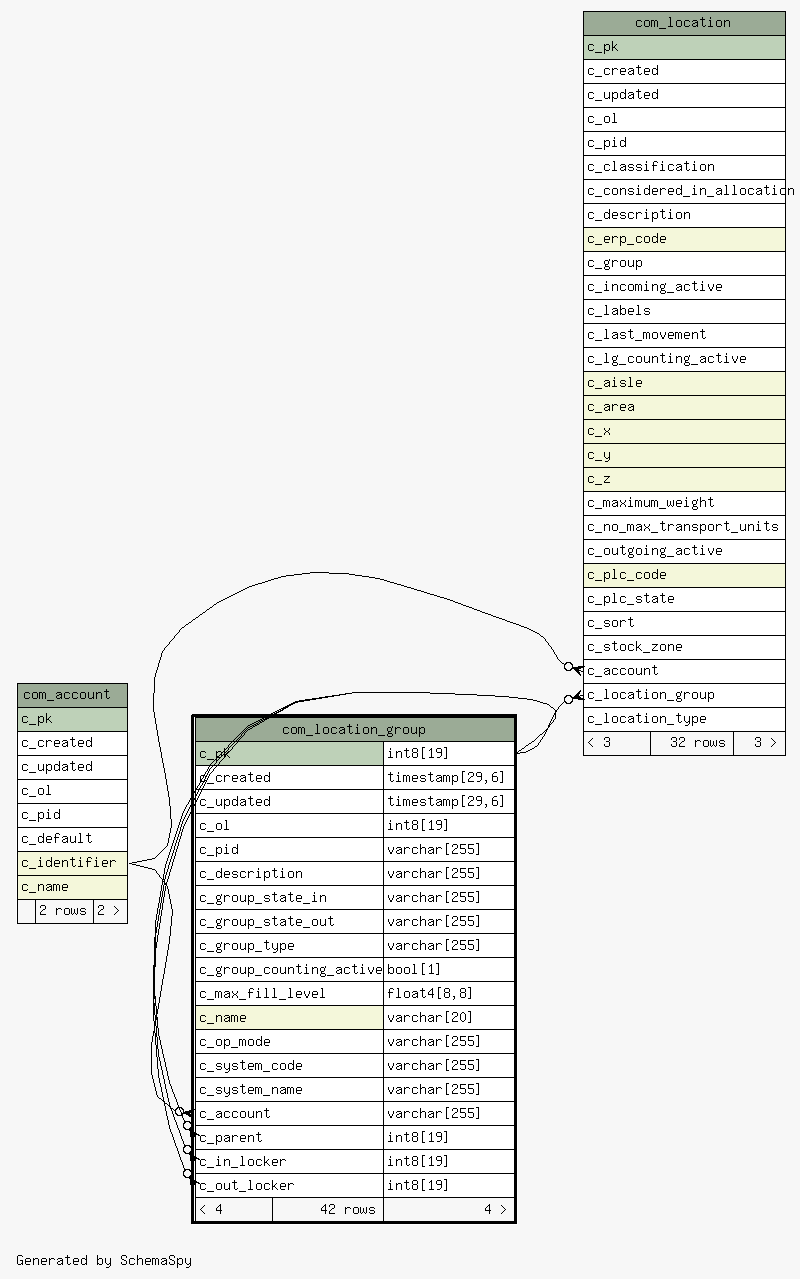 com_location
c_pk
c_created
c_updated
c_ol
c_pid
c_classification
c_considered_in_allocation
c_description
c_erp_code
c_group
c_incoming_active
c_labels
c_last_movement
c_lg_counting_active
c_aisle
c_area
c_x
c_y
c_z
c_maximum_weight
c_no_max_transport_units
c_outgoing_active
c_plc_code
c_plc_state
c_sort
c_stock_zone
c_account
c_location_group
c_location_type
< 3 32 rows 3 >
com_account
c_pk
c_created
c_updated
c_ol
c_pid
c_default
c_identifier
c_name
2 rows 2 >
com_location_group
c_pk int8[19]
c_created timestamp[29,6]
c_updated timestamp[29,6]
c_ol int8[19]
c_pid varchar[255]
c_description varchar[255]
c_group_state_in varchar[255]
c_group_state_out varchar[255]
c_group_type varchar[255]
c_group_counting_active bool[1]
c_max_fill_level float4[8,8]
c_name varchar[20]
c_op_mode varchar[255]
c_system_code varchar[255]
c_system_name varchar[255]
c_account varchar[255]
c_parent int8[19]
c_in_locker int8[19]
c_out_locker int8[19]
< 4 42 rows 4 >
Generated by SchemaSpy